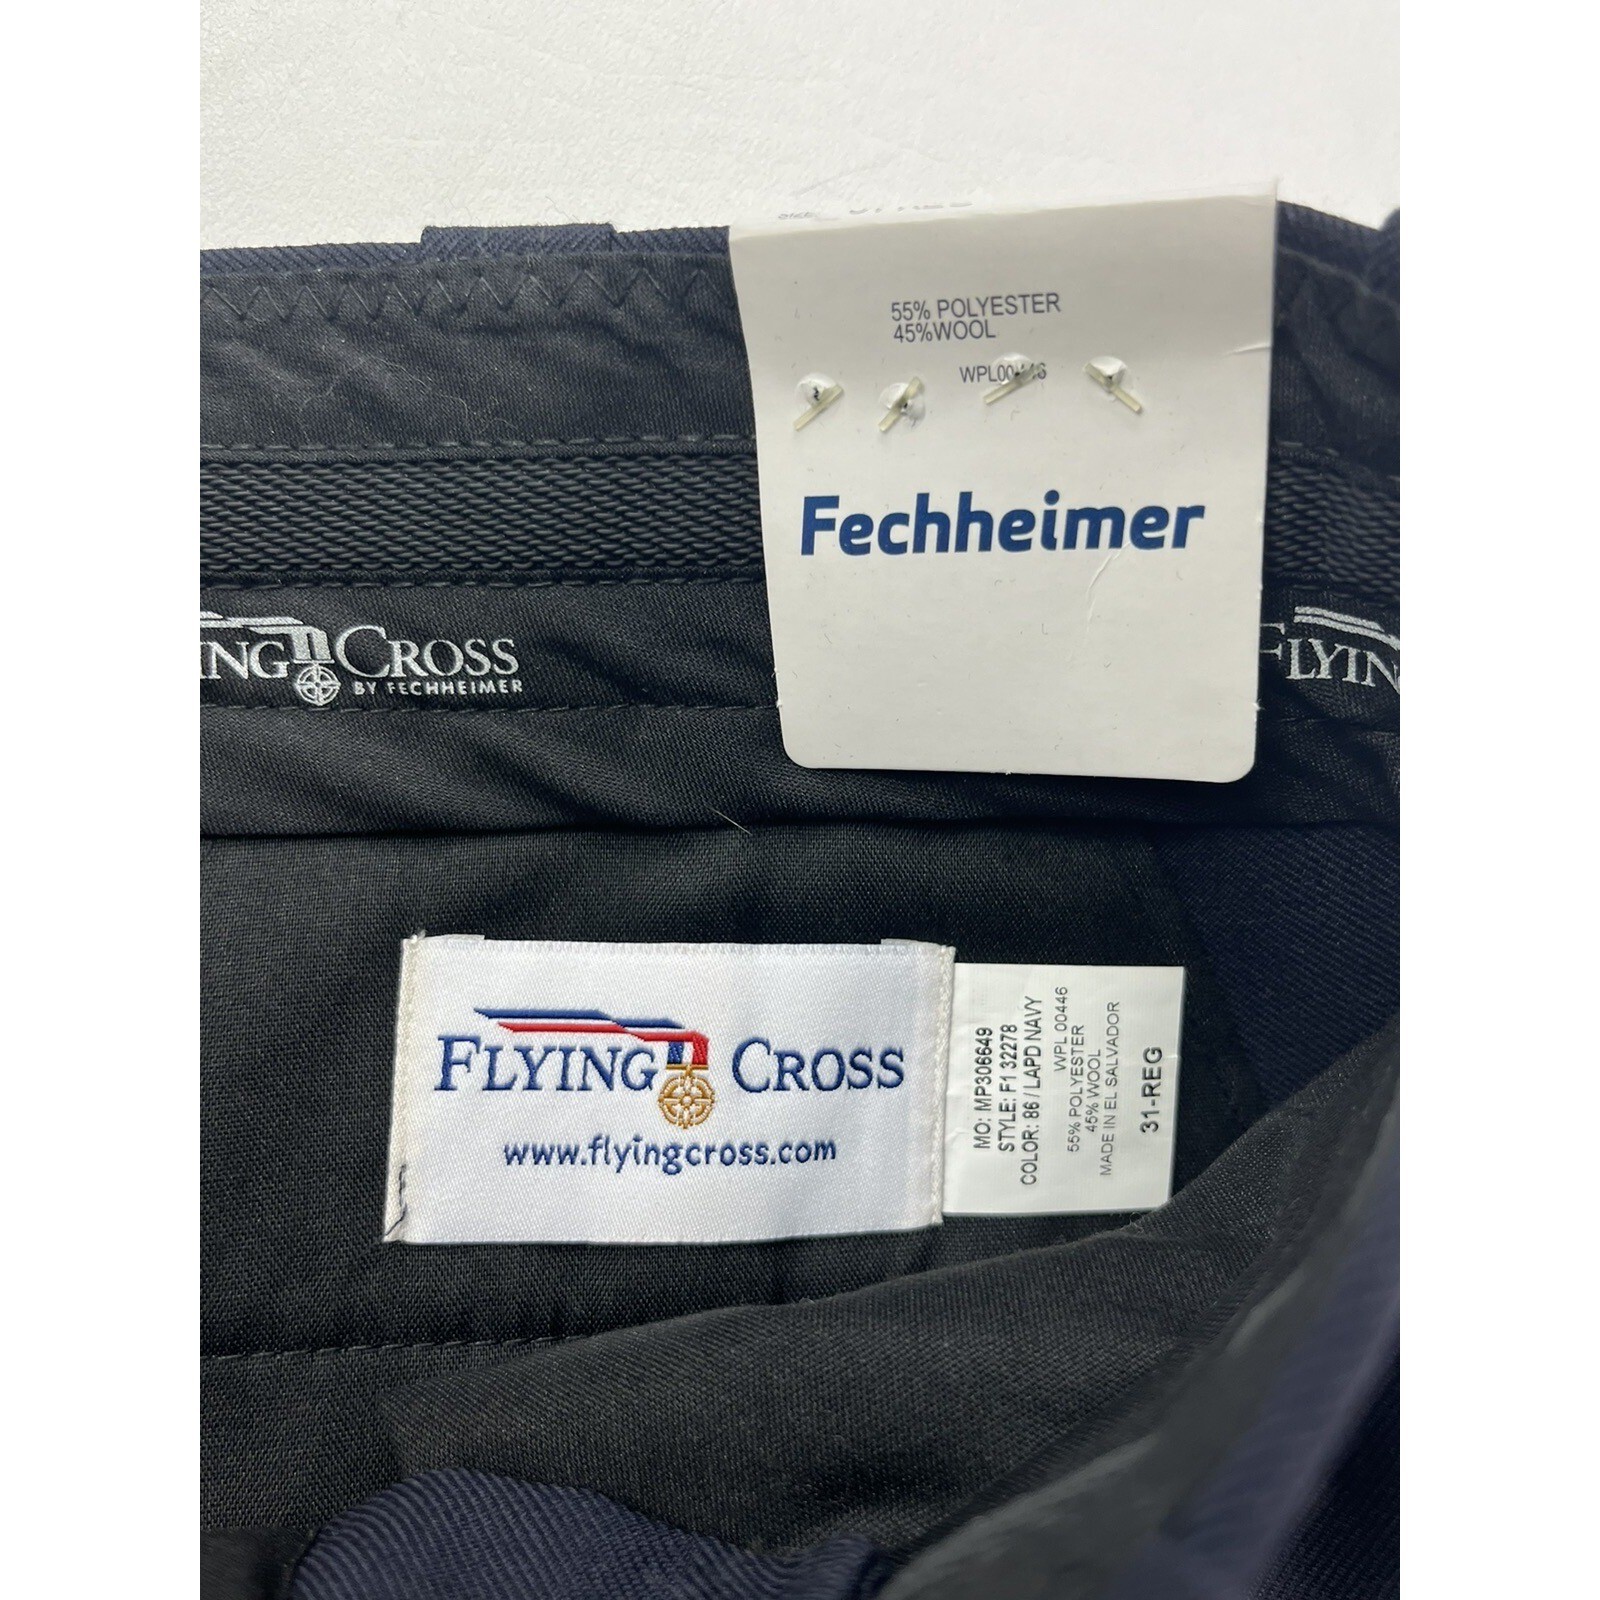 55% POLYESTER
45%WOOL
Fechheimer
CROSS
BY FECHHEIMER
FLYING CROSS
www.flyingcross.com
MO: MP306649
STYLE: F1 32278
COLOR: 86 / LAPD NAVY
WPL 00446
55% POLYESTER
45% WOOL
MADE IN EL SALVADOR
31-REG